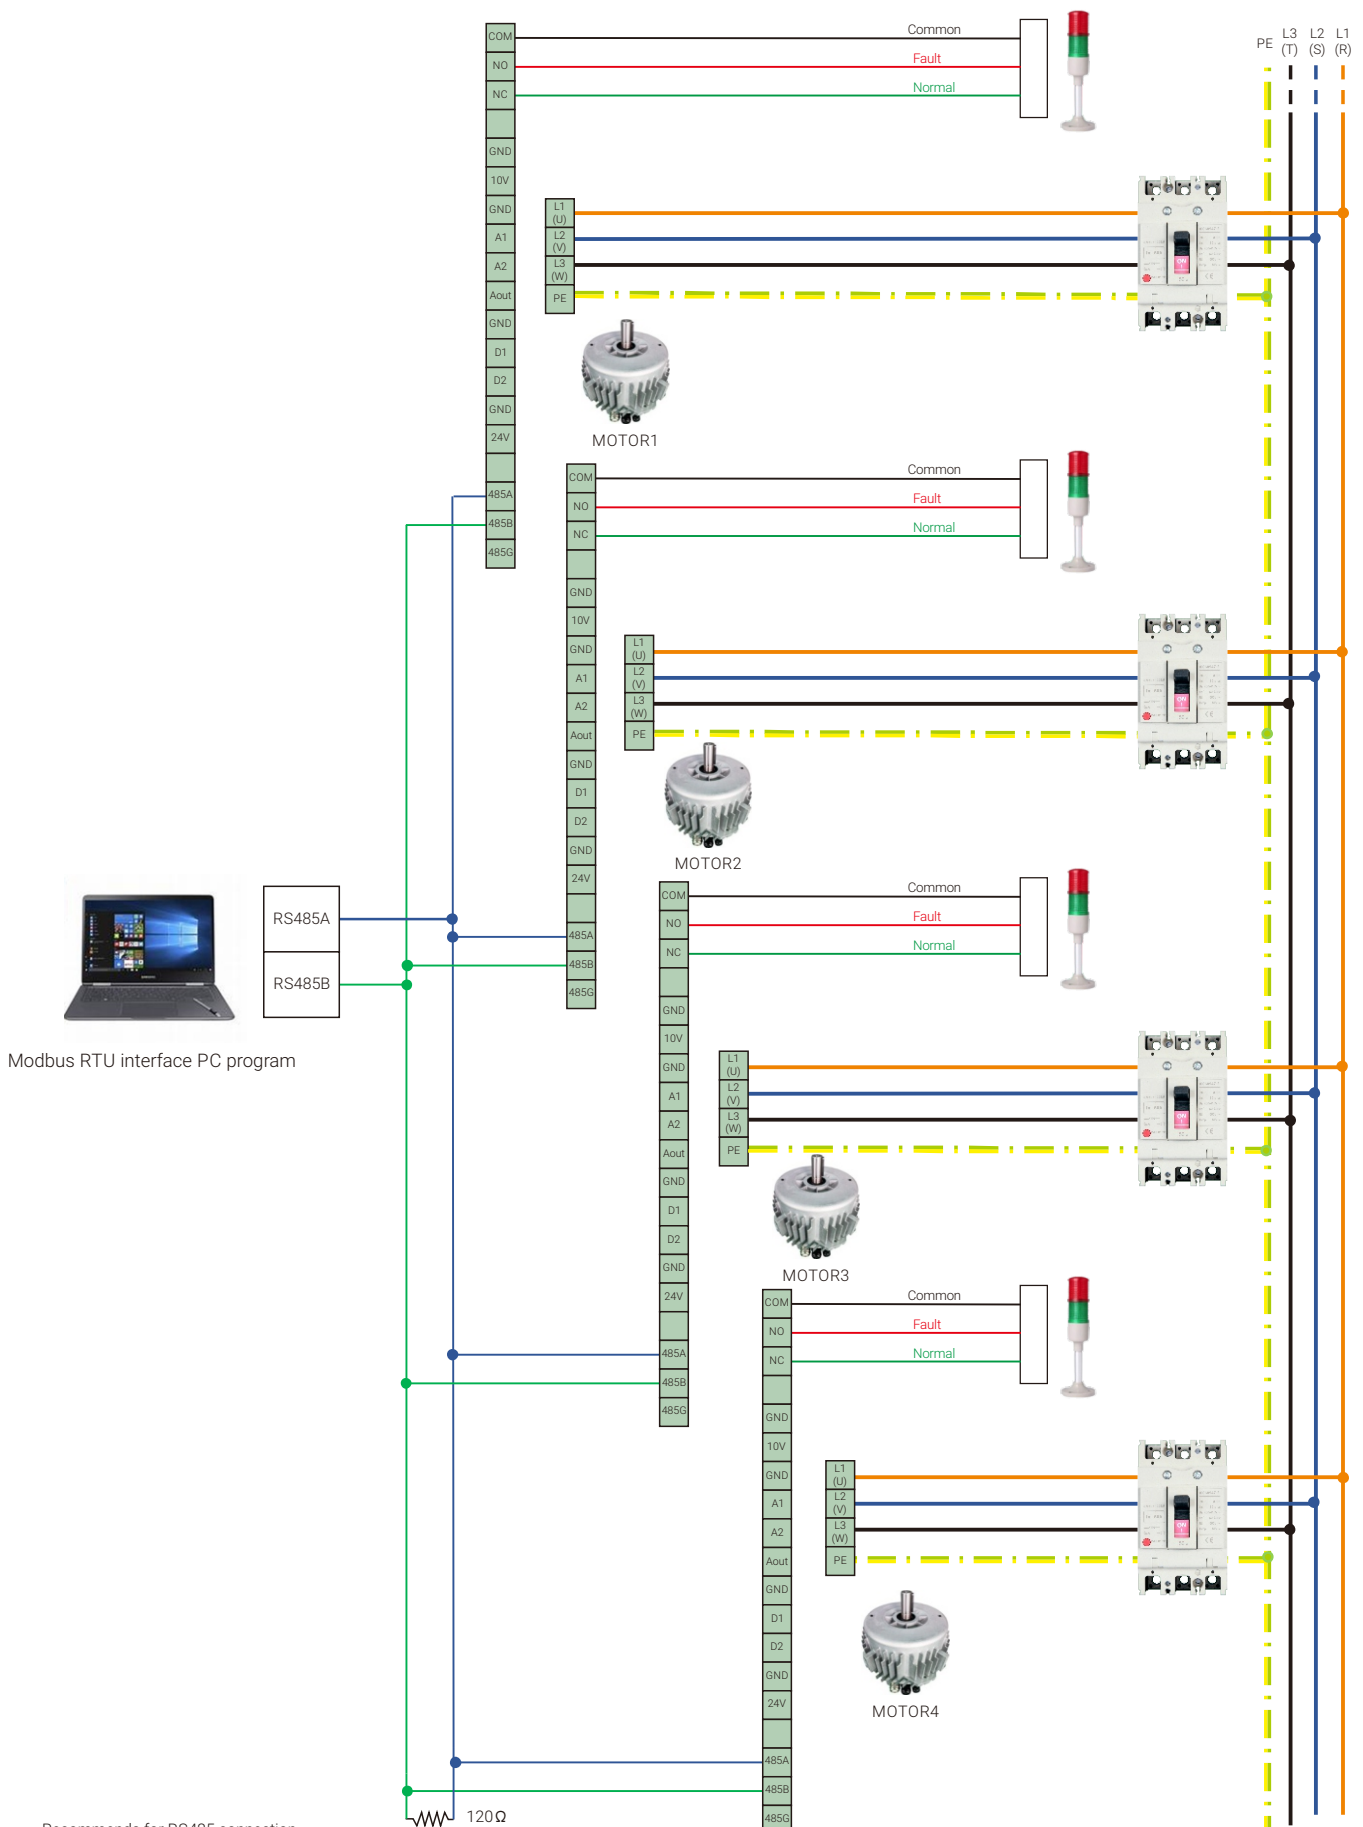 PE
L3
(T)
L2
(S)
L1
(R)
COM
NO
NC
GND
10V
GND
A1
A2
Aout
GND
D1
D2
GND
24V
485A
485B
485G
Common
Fault
Normal
L1
(U)
L2
(V)
L3
(W)
PE
MOTOR1
COM
NO
NC
GND
10V
GND
A1
A2
Aout
GND
D1
D2
GND
24V
485A
485B
485G
Common
Fault
Normal
L1
(U)
L2
(V)
L3
(W)
PE
MOTOR2
RS485A
RS485B
Modbus RTU interface PC program
COM
NO
NC
GND
10V
GND
A1
A2
Aout
GND
D1
D2
GND
24V
485A
485B
485G
Common
Fault
Normal
L1
(U)
L2
(V)
L3
(W)
PE
MOTOR3
COM
NO
NC
GND
10V
GND
A1
A2
Aout
GND
D1
D2
GND
24V
485A
485B
485G
Common
Fault
Normal
L1
(U)
L2
(V)
L3
(W)
PE
MOTOR4
120Ω
Recommends for RS485 connection